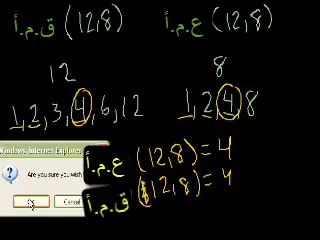 ق.م.أ (12,8) ع.م.أ (12,8)
12 8
1,2,3,4,6,12 1,2,4,8
Windows Internet Explorer
Are you sure you wish
Cancel
ع.م.أ (12,8) = 4
ق.م.أ (12,8) = 4